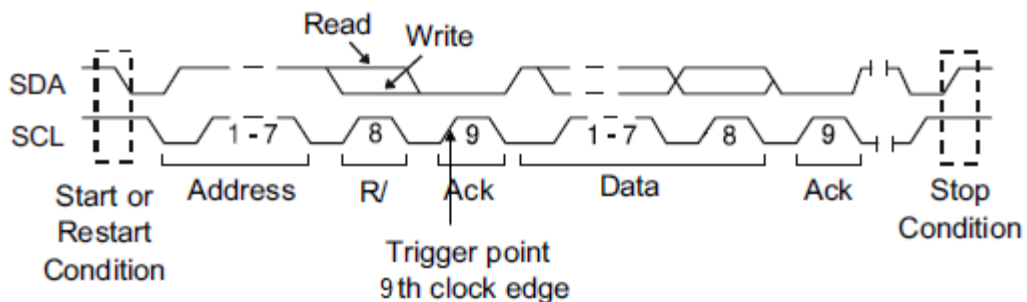 Read
Write
SDA
SCL
1 - 7
8
9
1 - 7
8
9
Address
R/
Ack
Data
Ack
Start or
Restart
Condition
Stop
Condition
Trigger point
9th clock edge